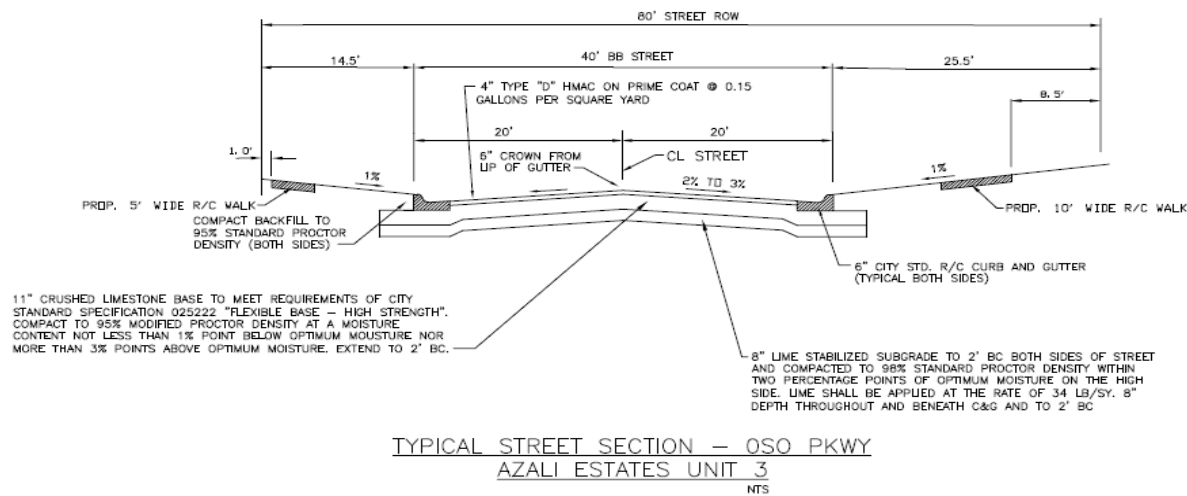 80' STREET ROW
14.5'
40' BB STREET
25.5'
4" TYPE "D" HMAC ON PRIME COAT @ 0.15
GALLONS PER SQUARE YARD
8.5'
20'
20'
1.0'
6" CROWN FROM
LIP OF GUTTER
CL STREET
1%
2% TO 3%
1%
PROP. 5' WIDE R/C WALK
PROP. 10' WIDE R/C WALK
COMPACT BACKFILL TO
95% STANDARD PROCTOR
DENSITY (BOTH SIDES)
6" CITY STD. R/C CURB AND GUTTER
(TYPICAL BOTH SIDES)
11" CRUSHED LIMESTONE BASE TO MEET REQUIREMENTS OF CITY
STANDARD SPECIFICATION 025222 "FLEXIBLE BASE – HIGH STRENGTH".
COMPACT TO 95% MODIFIED PROCTOR DENSITY AT A MOISTURE
CONTENT NOT LESS THAN 1% POINT BELOW OPTIMUM MOUSTURE NOR
MORE THAN 3% POINTS ABOVE OPTIMUM MOISTURE. EXTEND TO 2' BC.
8" LIME STABILIZED SUBGRADE TO 2' BC BOTH SIDES OF STREET
AND COMPACTED TO 98% STANDARD PROCTOR DENSITY WITHIN
TWO PERCENTAGE POINTS OF OPTIMUM MOISTURE ON THE HIGH
SIDE. LIME SHALL BE APPLIED AT THE RATE OF 34 LB/SY. 8"
DEPTH THROUGHOUT AND BENEATH C&G AND TO 2' BC
TYPICAL STREET SECTION – OSO PKWY
AZALI ESTATES UNIT 3
NTS